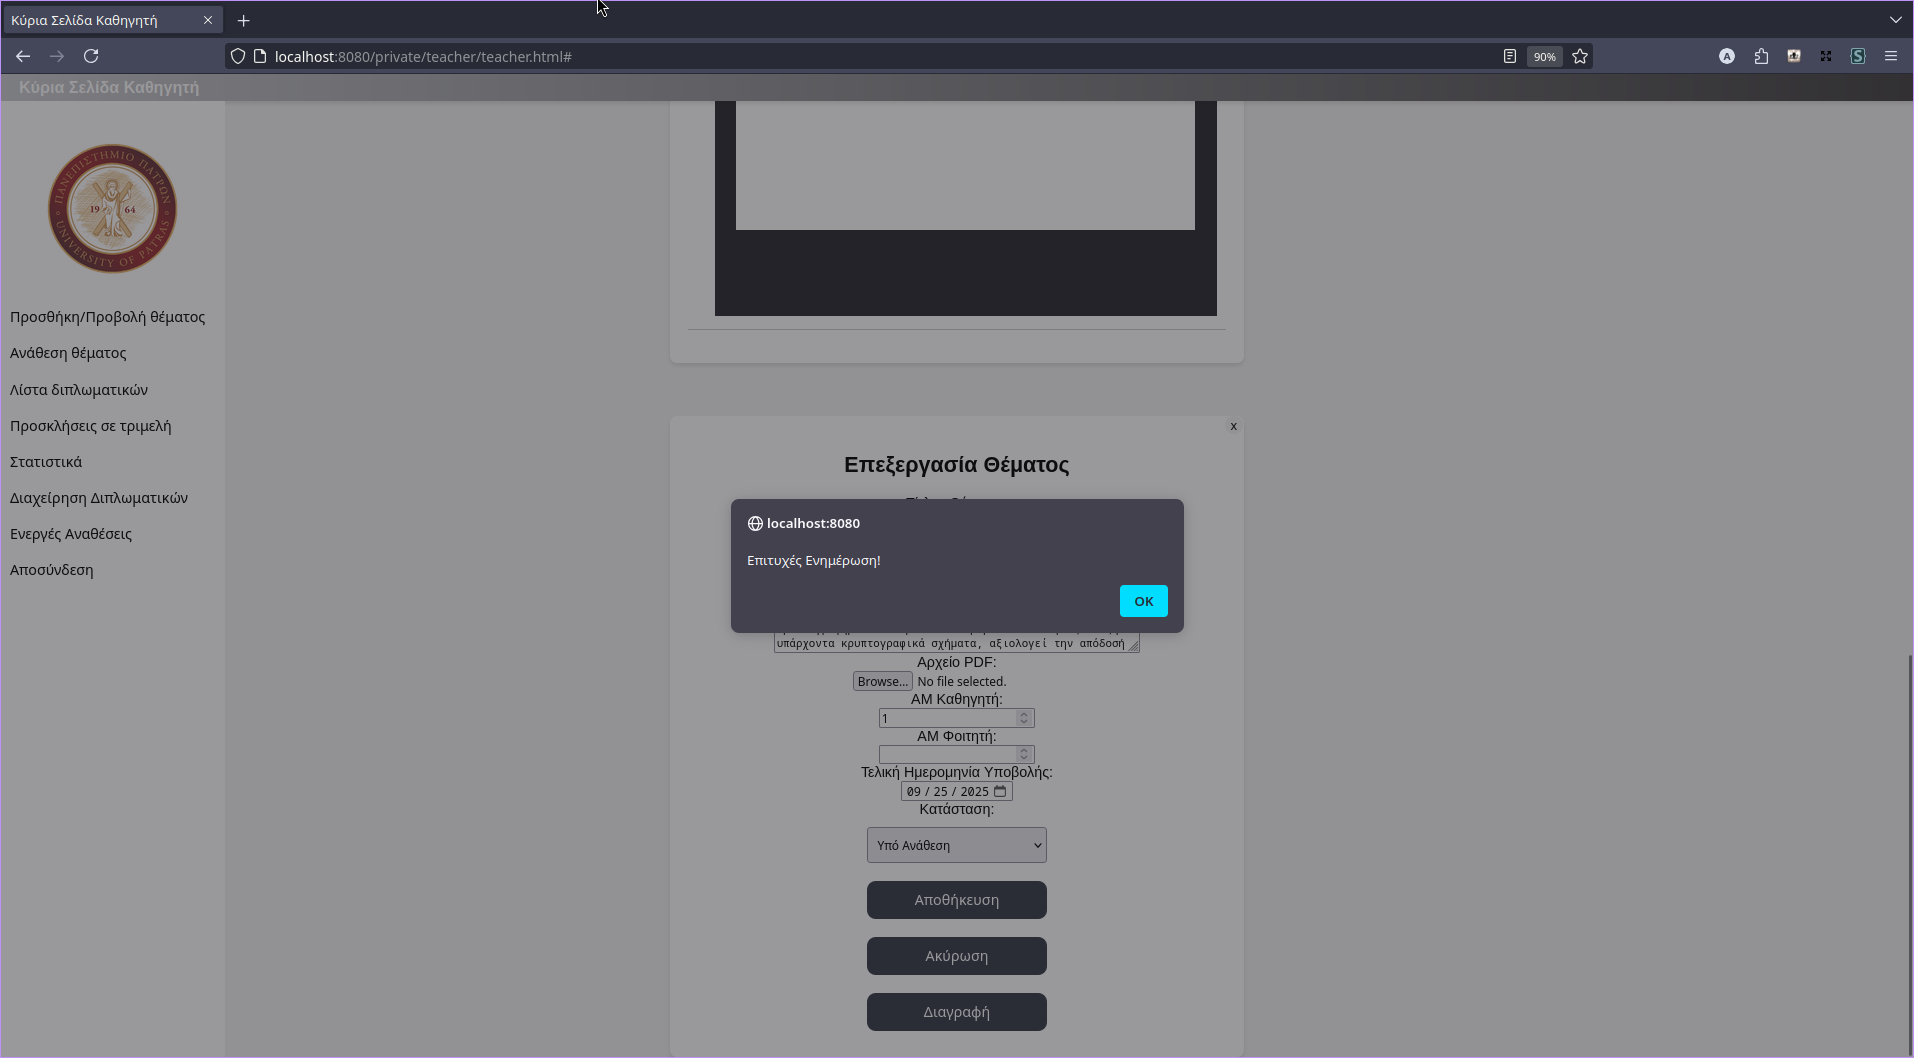 Κύρια Σελίδα Καθηγητή
localhost:8080/private/teacher/teacher.html#
90%
A
S
Κύρια Σελίδα Καθηγητή
ΠΑΝΕΠΙΣΤΗΜΙΟ ΠΑΤΡΩΝ
19 64
UNIVERSITY OF PATRAS
Προσθήκη/Προβολή θέματος
Ανάθεση θέματος
Λίστα διπλωματικών
Προσκλήσεις σε τριμελή
Στατιστικά
Διαχείρηση Διπλωματικών
Ενεργές Αναθέσεις
Αποσύνδεση
x
Επεξεργασία Θέματος
localhost:8080
Επιτυχές Ενημέρωση!
OK
υπάρχοντα κρυπτογραφικά σχήματα, αξιολογεί την απόδοσή
Αρχείο PDF:
Browse... No file selected.
ΑΜ Καθηγητή:
1
ΑΜ Φοιτητή:
Τελική Ημερομηνία Υποβολής:
09 / 25 / 2025
Κατάσταση:
Υπό Ανάθεση
Αποθήκευση
Ακύρωση
Διαγραφή